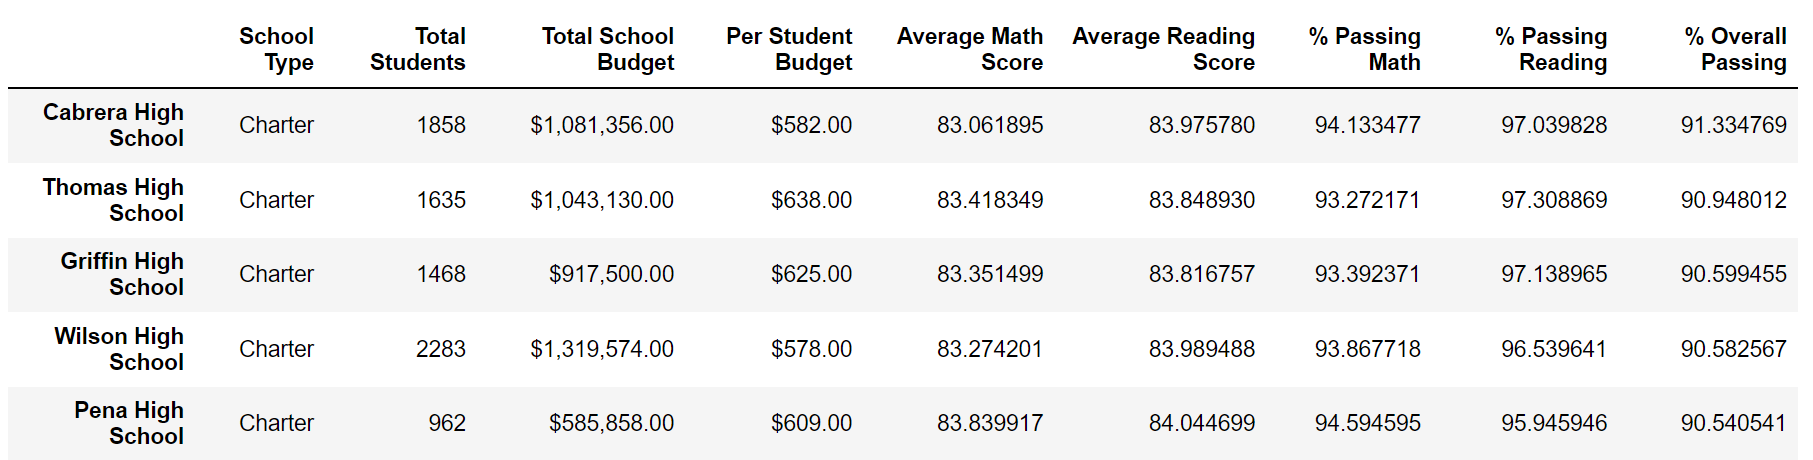 School Type Total Students Total School Budget Per Student Budget Average Math Score Average Reading Score % Passing Math % Passing Reading % Overall Passing
Cabrera High School Charter 1858 $1,081,356.00 $582.00 83.061895 83.975780 94.133477 97.039828 91.334769
Thomas High School Charter 1635 $1,043,130.00 $638.00 83.418349 83.848930 93.272171 97.308869 90.948012
Griffin High School Charter 1468 $917,500.00 $625.00 83.351499 83.816757 93.392371 97.138965 90.599455
Wilson High School Charter 2283 $1,319,574.00 $578.00 83.274201 83.989488 93.867718 96.539641 90.582567
Pena High School Charter 962 $585,858.00 $609.00 83.839917 84.044699 94.594595 95.945946 90.540541